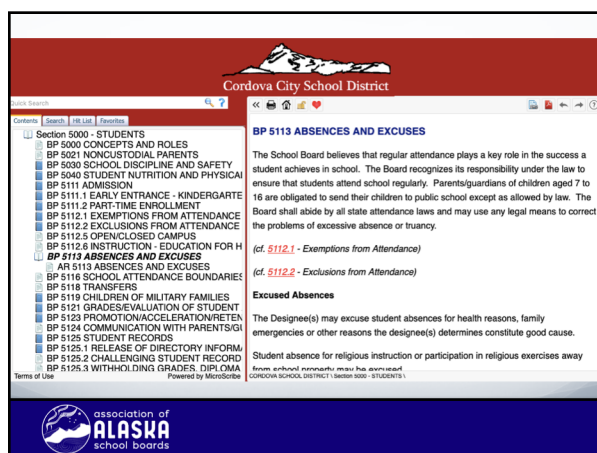 Cordova City School District
Quick Search
Contents Search Hit List Favorites
Section 5000 - STUDENTS
BP 5000 CONCEPTS AND ROLES
BP 5021 NONCUSTODIAL PARENTS
BP 5030 SCHOOL DISCIPLINE AND SAFETY
BP 5040 STUDENT NUTRITION AND PHYSICAL
BP 5111 ADMISSION
BP 5111.1 EARLY ENTRANCE - KINDERGARTE
BP 5111.2 PART-TIME ENROLLMENT
BP 5112.1 EXEMPTIONS FROM ATTENDANCE
BP 5112.2 EXCLUSIONS FROM ATTENDANCE
BP 5112.5 OPEN/CLOSED CAMPUS
BP 5112.6 INSTRUCTION - EDUCATION FOR H
BP 5113 ABSENCES AND EXCUSES
AR 5113 ABSENCES AND EXCUSES
BP 5116 SCHOOL ATTENDANCE BOUNDARIES
BP 5118 TRANSFERS
BP 5119 CHILDREN OF MILITARY FAMILIES
BP 5121 GRADES/EVALUATION OF STUDENT
BP 5123 PROMOTION/ACCELERATION/RETEN
BP 5124 COMMUNICATION WITH PARENTS/GU
BP 5125 STUDENT RECORDS
BP 5125.1 RELEASE OF DIRECTORY INFORMA
BP 5125.2 CHALLENGING STUDENT RECORD
BP 5125.3 WITHHOLDING GRADES, DIPLOMA
Terms of Use Powered by MicroScribe
BP 5113 ABSENCES AND EXCUSES
The School Board believes that regular attendance plays a key role in the success a
student achieves in school. The Board recognizes its responsibility under the law to
ensure that students attend school regularly. Parents/guardians of children aged 7 to
16 are obligated to send their children to public school except as allowed by law. The
Board shall abide by all state attendance laws and may use any legal means to correct
the problems of excessive absence or truancy.
(cf. 5112.1 - Exemptions from Attendance)
(cf. 5112.2 - Exclusions from Attendance)
Excused Absences
The Designee(s) may excuse student absences for health reasons, family
emergencies or other reasons the designee(s) determines constitute good cause.
Student absence for religious instruction or participation in religious exercises away
from school property may be excused
CORDOVA SCHOOL DISTRICT \ Section 5000 - STUDENTS \
association of
ALASKA
school boards